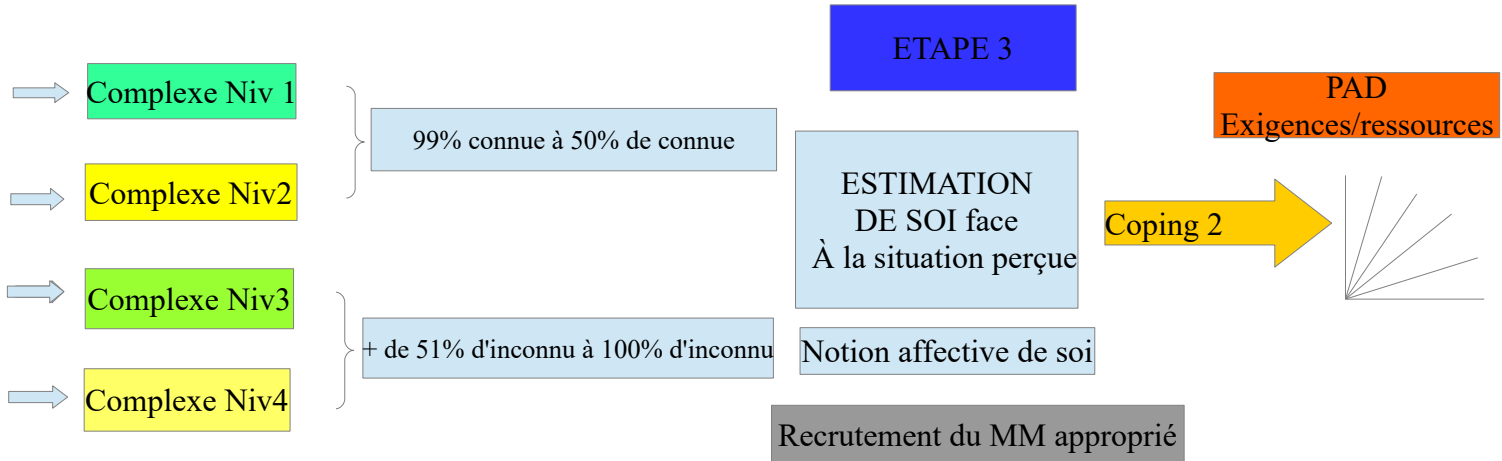 ETAPE 3
Complexe Niv 1
Complexe Niv2
Complexe Niv3
Complexe Niv4
99% connue à 50% de connue
+ de 51% d'inconnu à 100% d'inconnu
ESTIMATION
DE SOI face
À la situation perçue
Notion affective de soi
Recrutement du MM approprié
Coping 2
PAD
Exigences/ressources